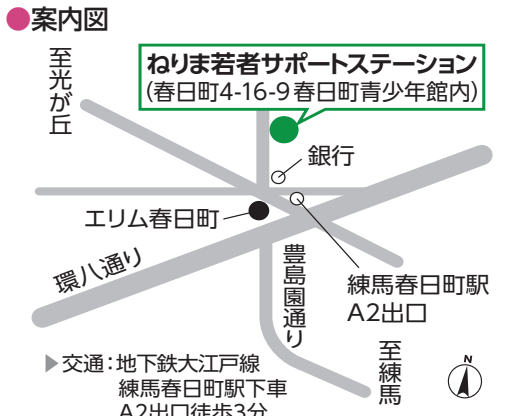 ●案内図
至光が丘
ねりま若者サポートステーション
(春日町4-16-9 春日町青少年館内)
銀行
エリム春日町
環八通り
豊島園通り
練馬春日町駅
A2出口
至練馬
N
▶交通:地下鉄大江戸線
練馬春日町駅下車
A2出口徒歩3分